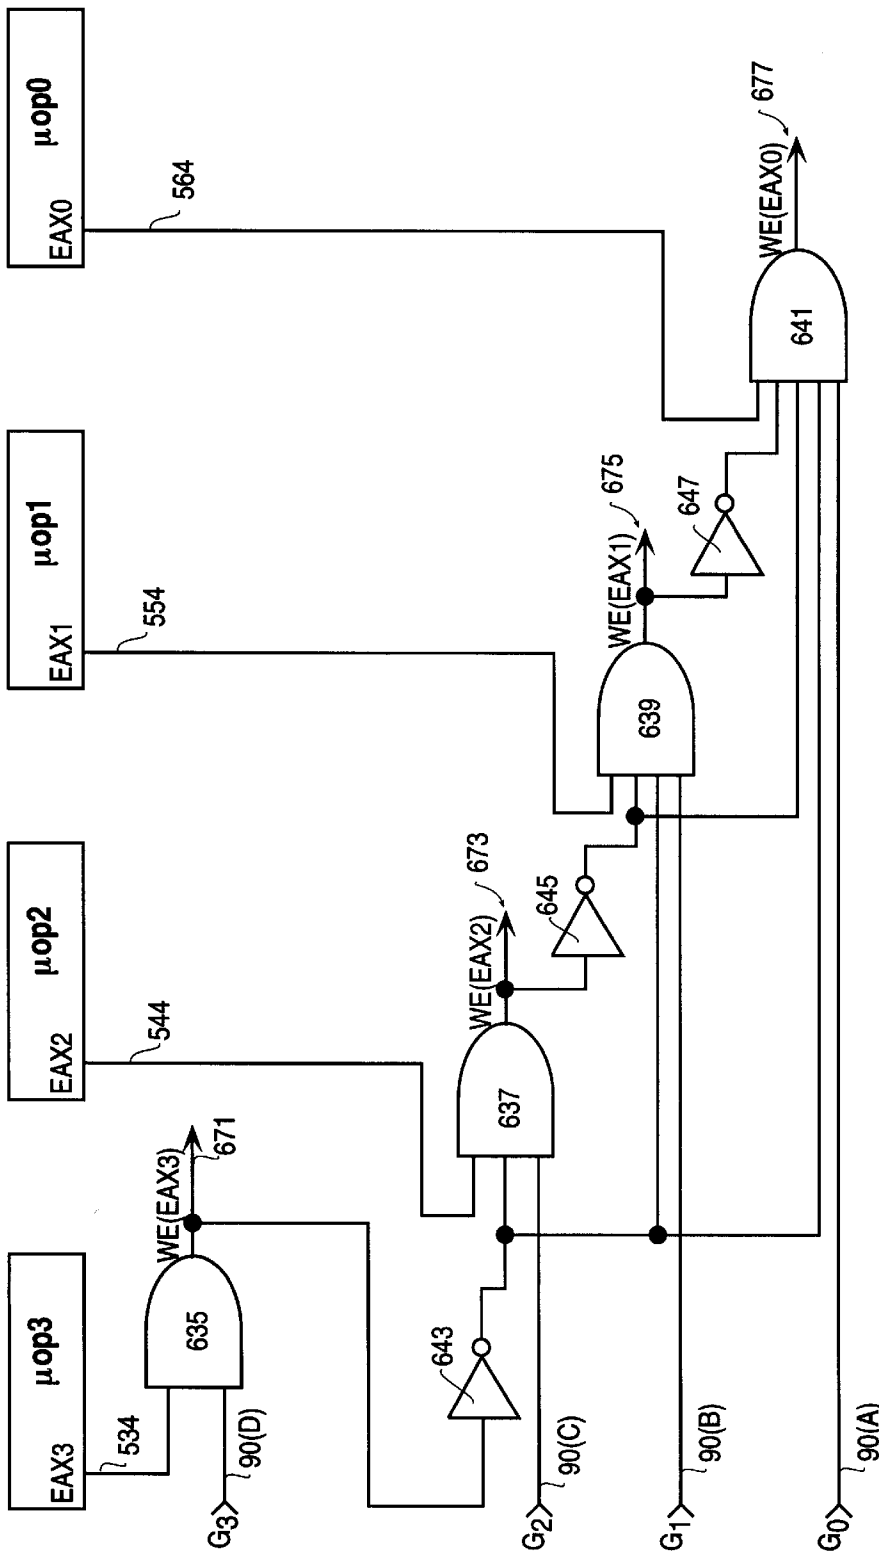 μop3
EAX3
534
μop2
EAX2
544
μop1
EAX1
554
μop0
EAX0
564
G3
90(D)
635
WE(EAX3)
671
643
G2
90(C)
637
WE(EAX2)
673
645
G1
90(B)
639
WE(EAX1)
675
647
G0
90(A)
641
WE(EAX0)
677